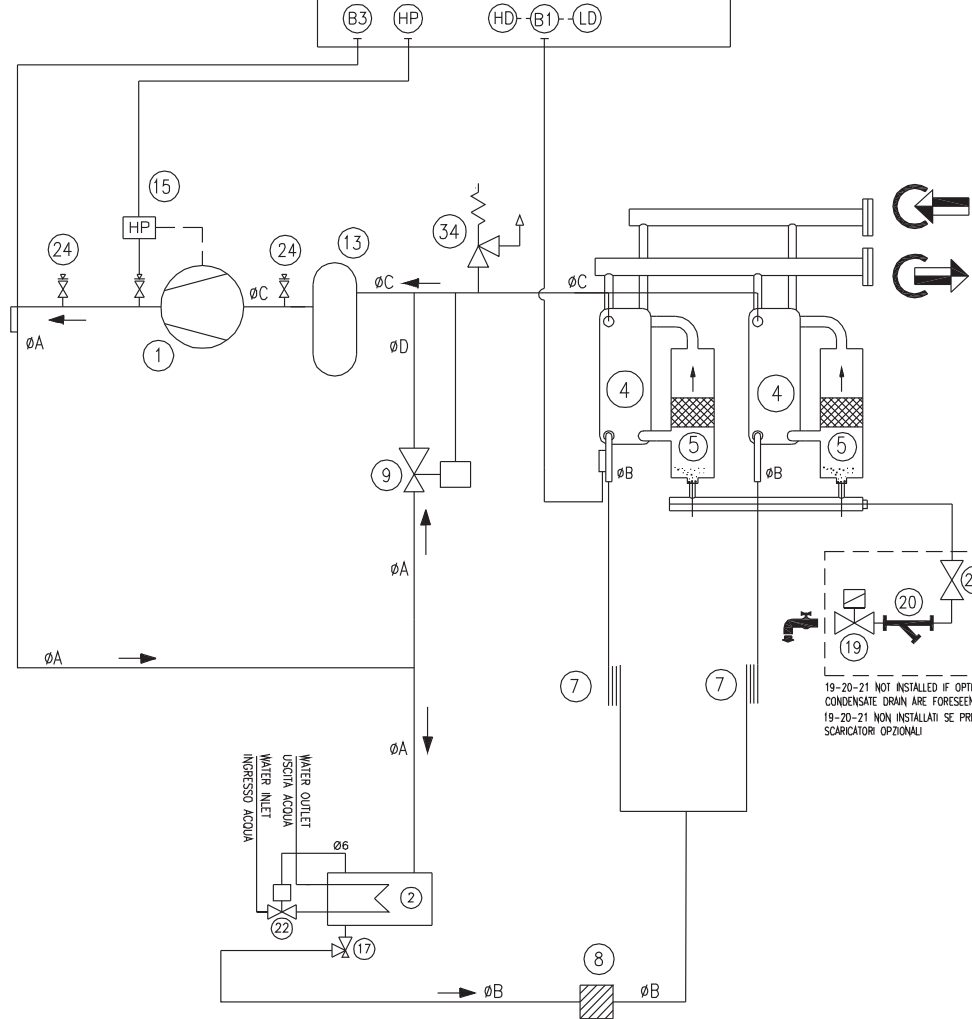 B3 HP HD B1 LD
15
HP
24
24
13
34
ØC
ØC
ØC
ØA
1
ØD
4
4
5
5
9
ØB
ØB
ØA
20
19
ØA
7
7
19-20-21 NOT INSTALLED IF
CONDENSATE DRAIN ARE FORESEEN
19-20-21 NON INSTALLATI SE
SCARICATORI OPZIONALI
ØA
WATER INLET
INGRESSO ACQUA
WATER OUTLET
USCITA ACQUA
Ø6
2
22
17
8
ØB
ØB